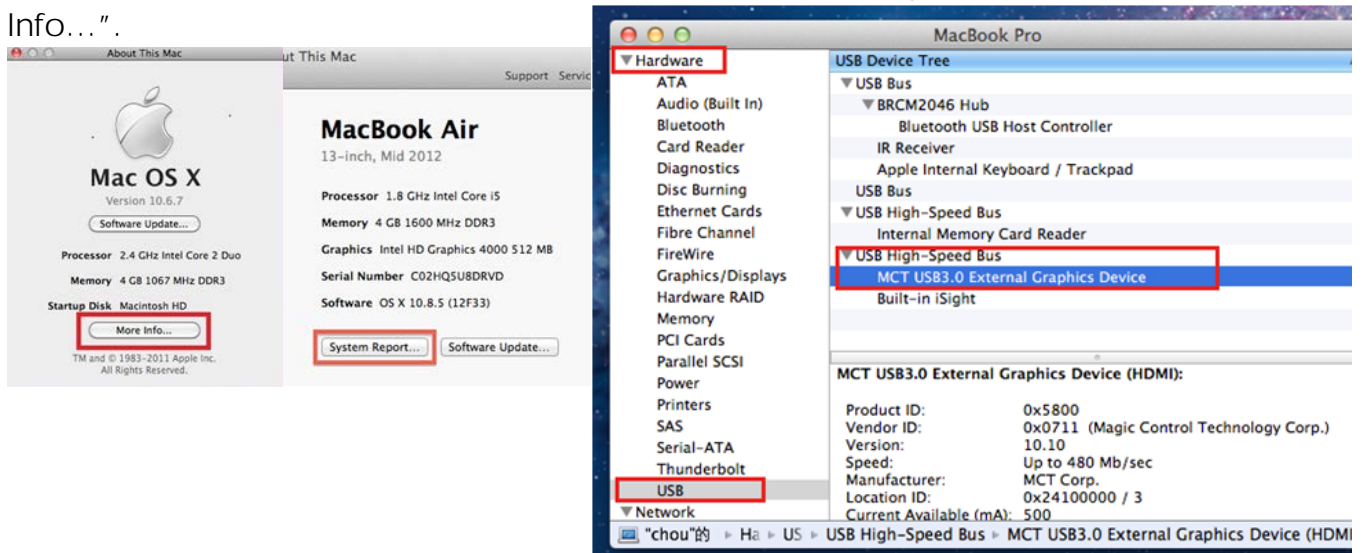 Info…”.
About This Mac
Mac OS X
Version 10.6.7
Software Update...
Processor 2.4 GHz Intel Core 2 Duo
Memory 4 GB 1067 MHz DDR3
Startup Disk Macintosh HD
More Info...
TM and © 1983-2011 Apple Inc.
All Rights Reserved.
ut This Mac
Support Servic
MacBook Air
13-inch, Mid 2012
Processor 1.8 GHz Intel Core i5
Memory 4 GB 1600 MHz DDR3
Graphics Intel HD Graphics 4000 512 MB
Serial Number C02HQ5U8DRVD
Software OS X 10.8.5 (12F33)
System Report... Software Update...
MacBook Pro
Hardware
ATA
Audio (Built In)
Bluetooth
Card Reader
Diagnostics
Disc Burning
Ethernet Cards
Fibre Channel
FireWire
Graphics/Displays
Hardware RAID
Memory
PCI Cards
Parallel SCSI
Power
Printers
SAS
Serial-ATA
Thunderbolt
USB
Network
USB Device Tree
USB Bus
BRCM2046 Hub
Bluetooth USB Host Controller
IR Receiver
Apple Internal Keyboard / Trackpad
USB Bus
USB High-Speed Bus
Internal Memory Card Reader
USB High-Speed Bus
MCT USB3.0 External Graphics Device
Built-in iSight
MCT USB3.0 External Graphics Device (HDMI):
Product ID: 0x5800
Vendor ID: 0x0711 (Magic Control Technology Corp.)
Version: 10.10
Speed: Up to 480 Mb/sec
Manufacturer: MCT Corp.
Location ID: 0x24100000 / 3
Current Available (mA): 500
"chou"的 ▸ Ha ▸ US ▸ USB High-Speed Bus ▸ MCT USB3.0 External Graphics Device (HDMI